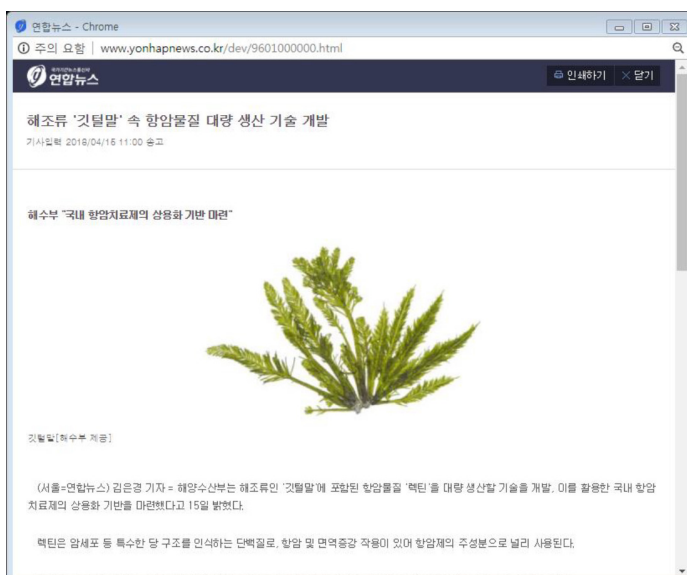 연합뉴스 - Chrome
주의 요함 | www.yonhapnews.co.kr/dev/9601000000.html
국가기간뉴스통신사
연합뉴스
인쇄하기
닫기
해조류 '깃털말' 속 항암물질 대량 생산 기술 개발
기사입력 2018/04/15 11:00 송고
해수부 "국내 항암치료제의 상용화 기반 마련"
깃털말[해수부 제공]
(서울=연합뉴스) 김은경 기자 = 해양수산부는 해조류인 '깃털말'에 포함된 항암물질 '렉틴'을 대량 생산할 기술을 개발, 이를 활용한 국내 항암
치료제의 상용화 기반을 마련했다고 15일 밝혔다.
렉틴은 암세포 등 특수한 당 구조를 인식하는 단백질로, 항암 및 면역증강 작용이 있어 항암제의 주성분으로 널리 사용된다.